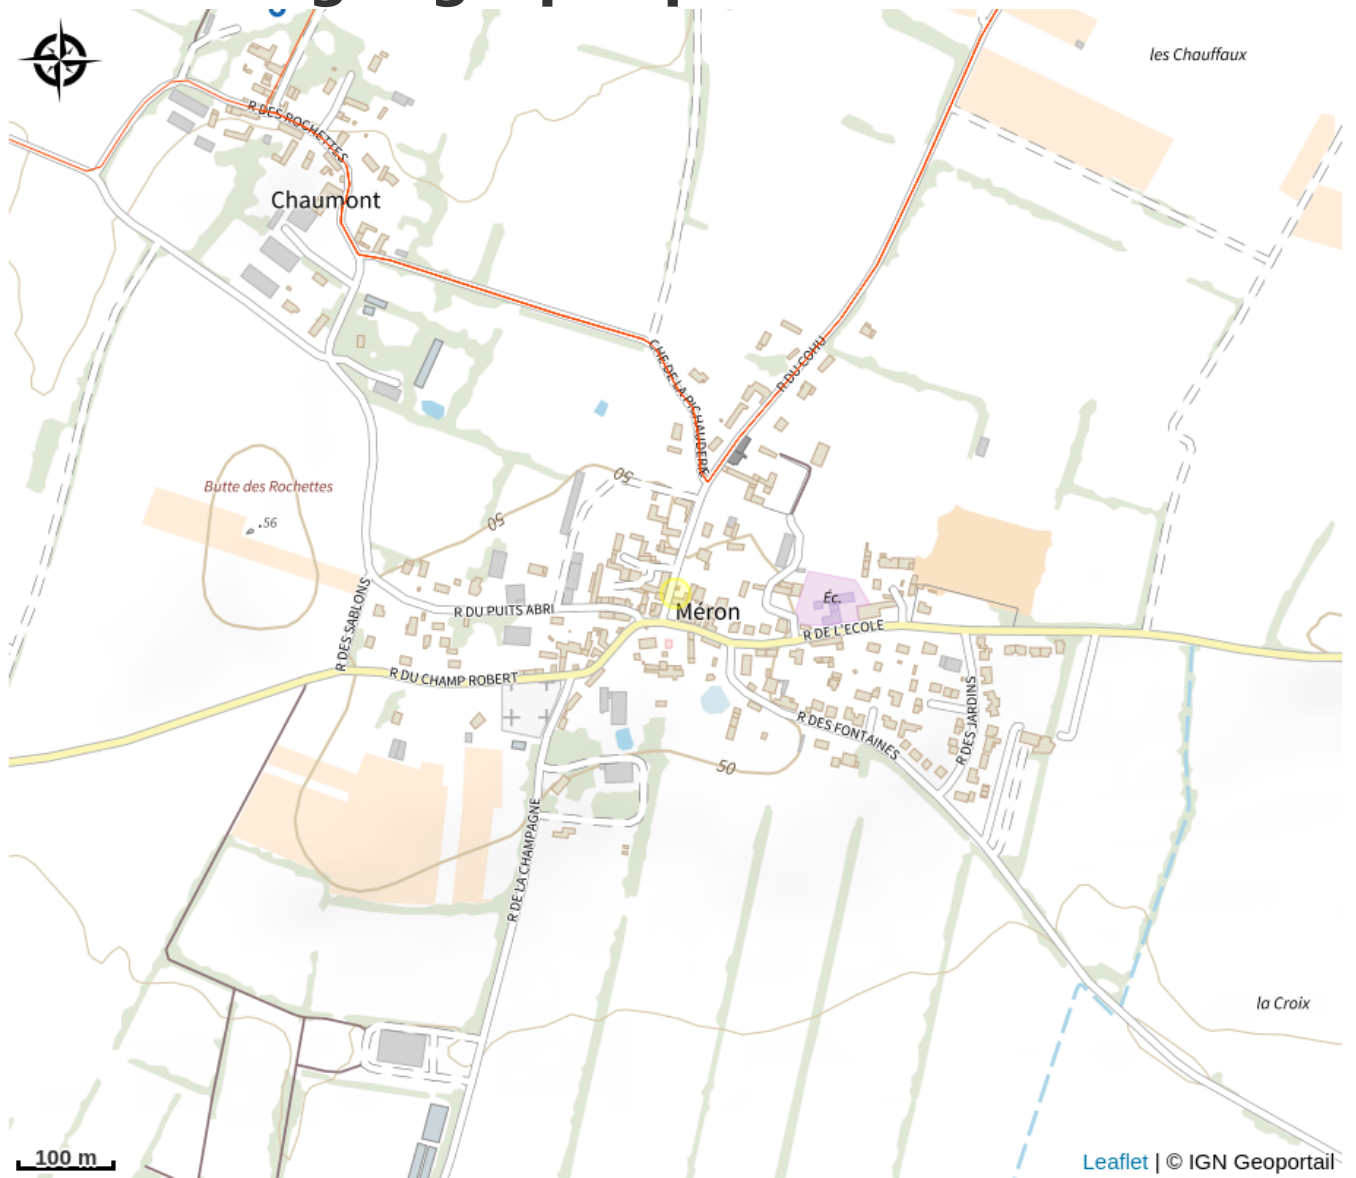 les Chauffaux
R DES ROCHETTES
Chaumont
R DU COHU
CHE DE LA PICHAUDERIE
50
Butte des Rochettes
.56
50
Éc.
Méron
R DU PUITS ABRI
R DES SABLONS
R DE L'ECOLE
R DU CHAMP ROBERT
R DES FONTAINES
R DES JARDINS
50
R DE LA CHAMPAGNE
la Croix
100 m
Leaflet | © IGN Geoportail